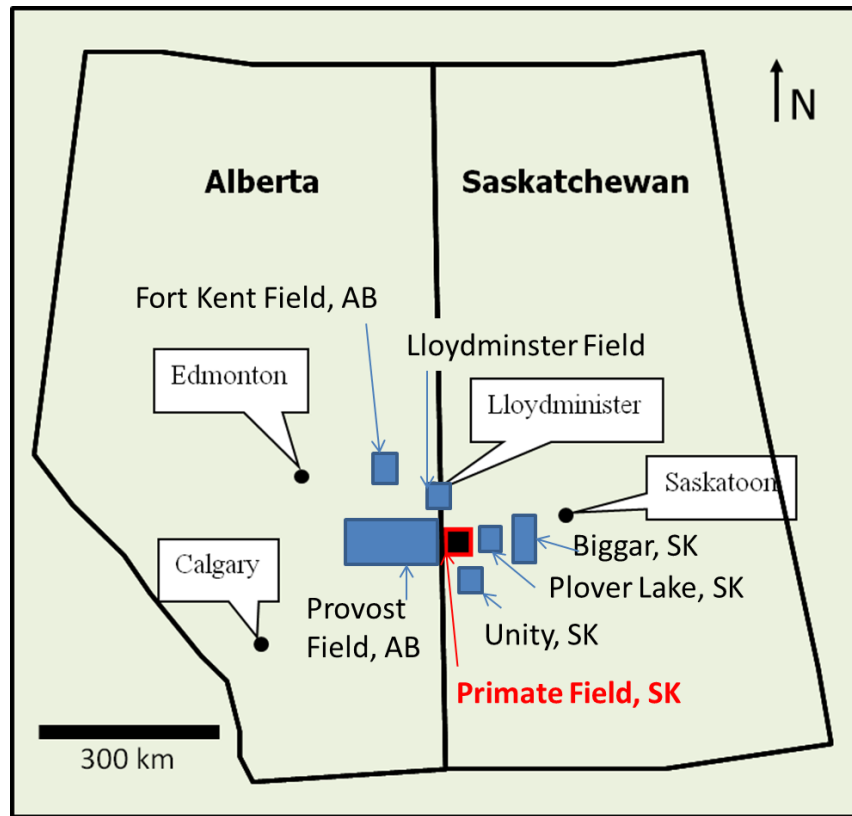 N
Alberta
Saskatchewan
Fort Kent Field, AB
Lloydminster Field
Edmonton
Lloydminister
Saskatoon
Biggar, SK
Calgary
Plover Lake, SK
Provost
Field, AB
Unity, SK
Primate Field, SK
300 km